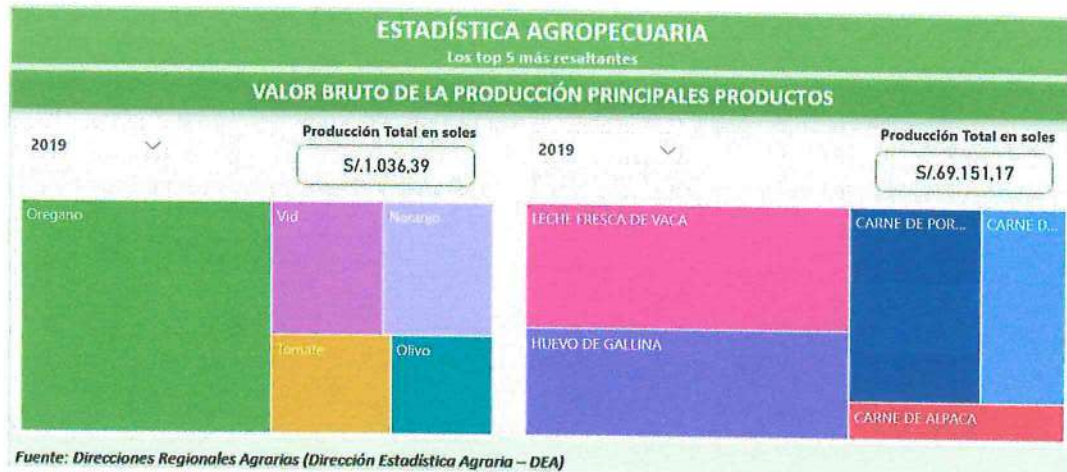 ESTADÍSTICA AGROPECUARIA
Los top 5 más resaltantes
VALOR BRUTO DE LA PRODUCCIÓN PRINCIPALES PRODUCTOS
2019
Producción Total en soles
S/.1.036,39
Oregano
Vid
Naranjo
Tomate
Olivo
2019
Producción Total en soles
S/.69.151,17
LECHE FRESCA DE VACA
CARNE DE POR...
CARNE D...
HUEVO DE GALLINA
CARNE DE ALPACA
Fuente: Direcciones Regionales Agrarias (Dirección Estadística Agraria – DEA)